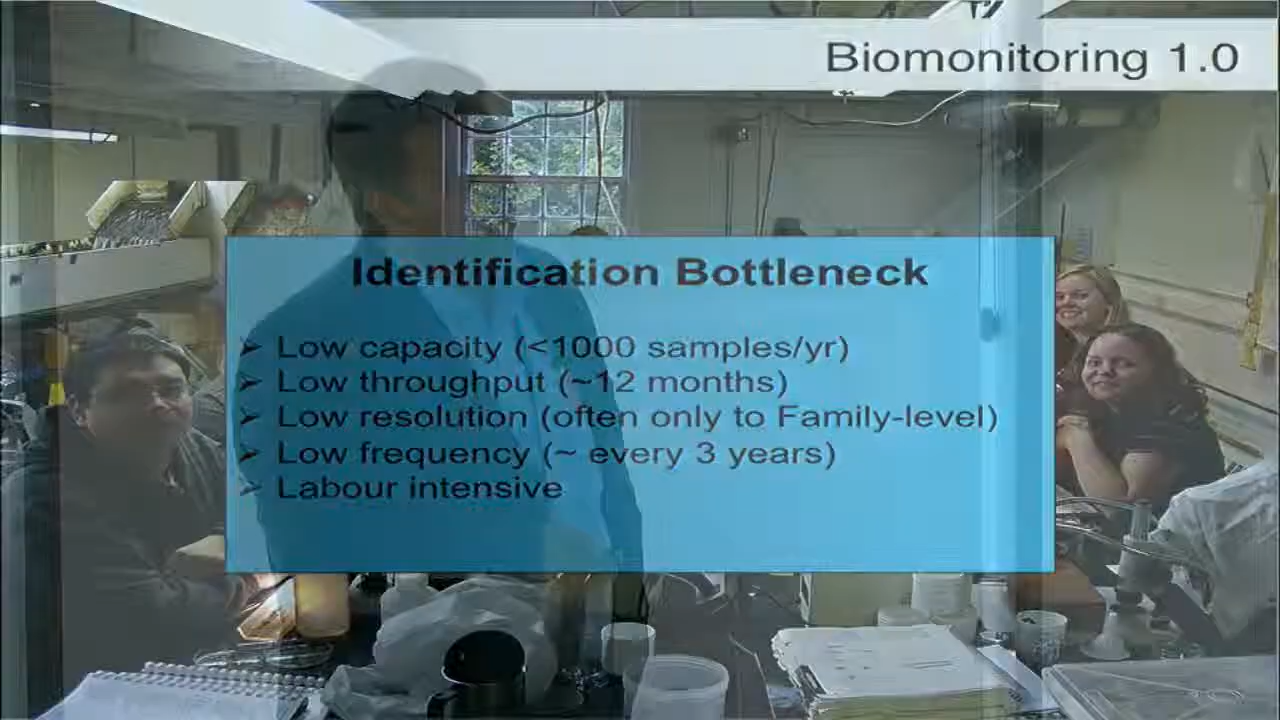 Biomonitoring 1.0
Identification Bottleneck
➢ Low capacity (<1000 samples/yr)
➢ Low throughput (~12 months)
➢ Low resolution (often only to Family-level)
➢ Low frequency (~ every 3 years)
➢ Labour intensive